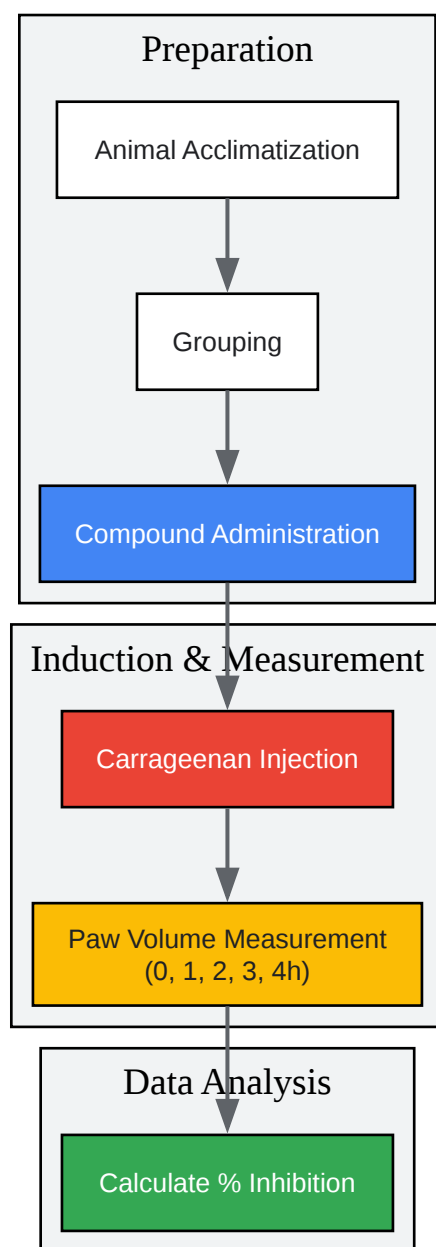 Preparation
Animal Acclimatization
Grouping
Compound Administration
Induction & Measurement
Carrageenan Injection
Paw Volume Measurement
(0, 1, 2, 3, 4h)
Data Analysis
Calculate % Inhibition